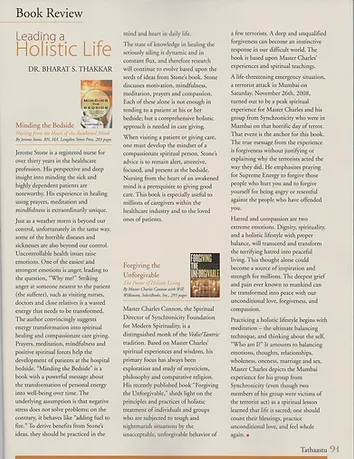 Book Review
Leading a
Holistic Life
DR. BHARAT S. THAKKAR
Minding the Bedside
Nursing from the Heart of the Awakened Mind
By Jerome Stone, RN, MA, Langdon Street Press, 203 pages
Jerome Stone is a registered nurse for
over thirty years in the healthcare
profession. His perspective and deep
insight into minding the sick and
highly dependent patients are
noteworthy. His experience in healing
using prayers, meditation and
mindfulness is extraordinarily unique.
Just as a weather storm is beyond our
control, unfortunately in the same way,
some of the horrible diseases and
sicknesses are also beyond our control.
Uncontrollable health issues raise
emotions. One of the easiest and
strongest emotions is anger, leading to
the question, "Why me?" Striking
anger at someone nearest to the patient
(the sufferer), such as visiting nurses,
doctors and close relatives is a wasted
energy that needs to be transformed.
The author convincingly suggests
energy transformation into spiritual
healing and compassionate care giving.
Prayers, meditation, mindfulness and
positive spiritual forces help the
development of patients at the hospital
bedside. "Minding the Bedside" is a
book with a powerful message about
the transformation of personal energy
into well-being over time. The
underlying assumption is that negative
stress does not solve problems; on the
contrary, it behaves like "adding fuel to
fire." To derive benefits from Stone's
ideas, they should be practiced in the
mind and heart in daily life.
The state of knowledge in healing the
seriously ailing is dynamic and in
constant flux, and therefore research
will continue to evolve based upon the
seeds of ideas from Stone's book. Stone
discusses motivation, mindfulness,
meditation, prayers and compassion.
Each of these alone is not enough in
tending to a patient at his or her
bedside; but a comprehensive holistic
approach is needed in care giving.
When visiting a patient or giving care,
one must develop the mindset of a
compassionate spiritual person. Stone's
advice is to remain alert, attentive,
focused, and present at the bedside.
Nursing from the heart of an awakened
mind is a prerequisite to giving good
care. This book is especially useful to
millions of caregivers within the
healthcare industry and to the loved
ones of patients.
FORGIVING
THE
UNFORGIVABLE
Forgiving the
Unforgivable
The Power of Holistic Living
By Master Charles Cannon with Will
Wilkinson, SelectBooks, Inc., 295 pages
Master Charles Cannon, the Spiritual
Director of Synchronicity Foundation
for Modern Spirituality, is a
distinguished monk of the Vedic/Tantric
tradition. Based on Master Charles'
spiritual experiences and wisdom, his
primary focus has always been
exploration and study of mysticism,
philosophy and comparative religion.
His recently published book "Forgiving
the Unforgivable," sheds light on the
principles and practices of holistic
treatment of individuals and groups
who are subjected to tough and
nightmarish situations by the
unacceptable, unforgivable behavior of
a few terrorists. A deep and unqualified
forgiveness can become an instinctive
response in our difficult world. The
book is based upon Master Charles'
experiences and spiritual teachings.
A life-threatening emergency situation,
a terrorist attack in Mumbai on
Saturday, November 26th, 2008,
turned out to be a peak spiritual
experience for Master Charles and his
group from Synchronicity who were in
Mumbai on that horrific day of terror.
That event is the anchor for this book.
The true message from the experience
is forgiveness without justifying or
explaining why the terrorists acted the
way they did. He emphasizes praying
for Supreme Energy to forgive those
people who hurt you and to forgive
yourself for being angry or resentful
against the people who have offended
you.
Hatred and compassion are two
extreme emotions. Dignity, spirituality,
and a holistic lifestyle with proper
balance, will transcend and transform
the terrifying hatred into peaceful
living. This thought alone could
become a source of inspiration and
strength for millions. The deepest grief
and pain ever known to mankind can
be transformed into peace with our
unconditional love, forgiveness, and
compassion.
Practicing a holistic lifestyle begins with
meditation – the ultimate balancing
technique, and thinking about the self.
"Who am I?" It amounts to balancing
emotions, thoughts, relationships,
wholeness, oneness, marriage and sex.
Master Charles depicts the Mumbai
experience for his group from
Synchronicity (even though two
members of his group were victims of
the terrorist act) as a spiritual lesson
learned that life is sacred; one should
count their blessings, practice
unconditional love, and feel whole
again.
Tathaastu 94